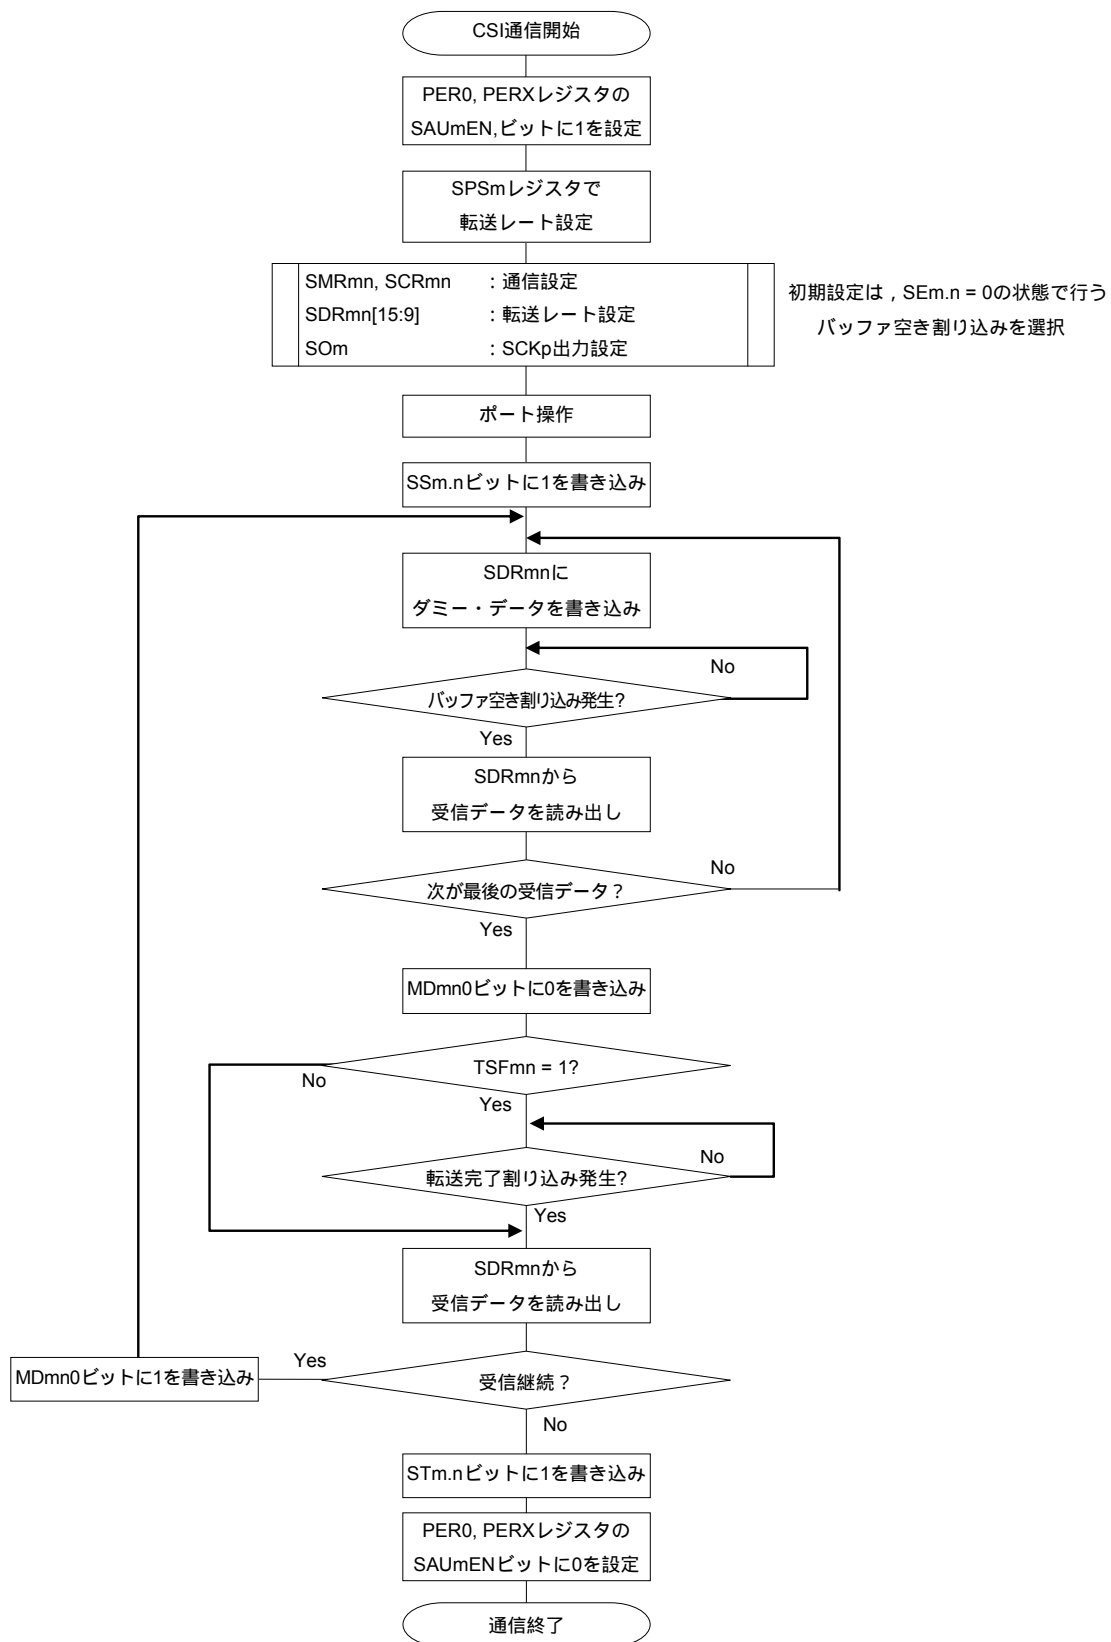 CSI通信開始
PER0, PERXレジスタの
SAUmEN,ビットに1を設定
SPSmレジスタで
転送レート設定
SMRmn, SCRmn ：通信設定
SDRmn[15:9] ：転送レート設定
SOm ：SCKp出力設定
初期設定は，SEm.n = 0の状態で行う
バッファ空き割り込みを選択
ポート操作
SSm.nビットに1を書き込み
SDRmnに
ダミー・データを書き込み
No
バッファ空き割り込み発生?
Yes
SDRmnから
受信データを読み出し
No
次が最後の受信データ？
Yes
MDmn0ビットに0を書き込み
TSFmn = 1?
No
Yes
No
転送完了割り込み発生?
Yes
SDRmnから
受信データを読み出し
MDmn0ビットに1を書き込み
Yes
受信継続？
No
STm.nビットに1を書き込み
PER0, PERXレジスタの
SAUmENビットに0を設定
通信終了